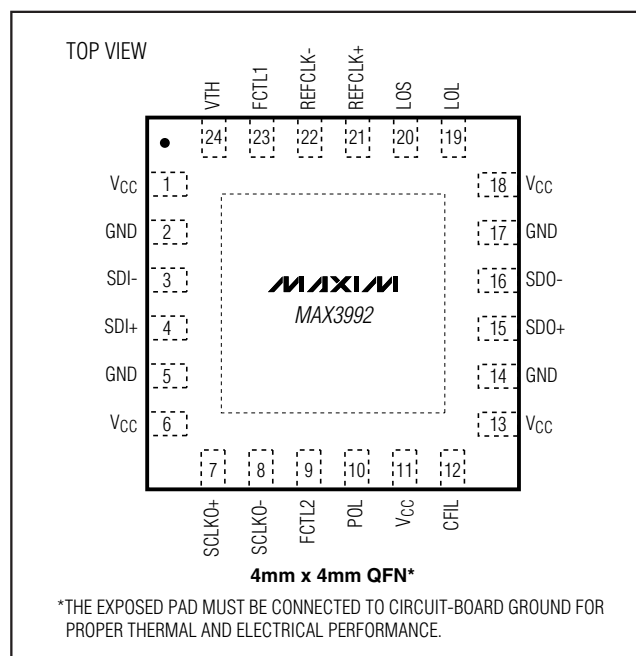 TOP VIEW
VTH
FCTL1
REFCLK-
REFCLK+
LOS
LOL
24
23
22
21
20
19
VCC 1
18 VCC
GND 2
17 GND
SDI- 3
16 SDO-
SDI+ 4
15 SDO+
GND 5
14 GND
VCC 6
13 VCC
MAXIM
MAX3992
7
8
9
10
11
12
SCLKO+
SCLKO-
FCTL2
POL
VCC
CFIL
4mm x 4mm QFN*
*THE EXPOSED PAD MUST BE CONNECTED TO CIRCUIT-BOARD GROUND FOR
PROPER THERMAL AND ELECTRICAL PERFORMANCE.